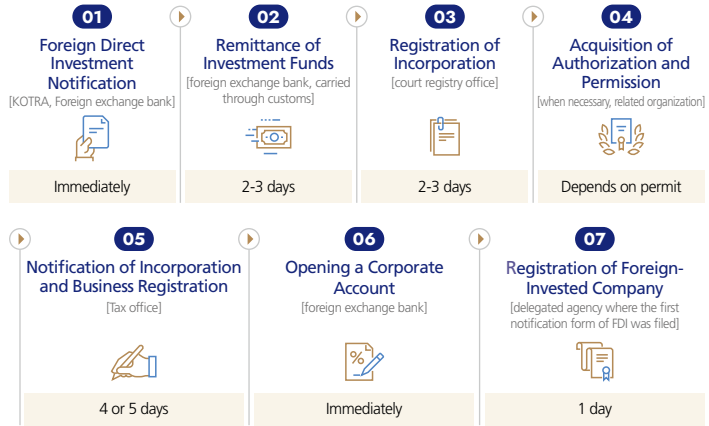 01
Foreign Direct
Investment
Notification
[KOTRA, Foreign exchange bank]
Immediately
02
Remittance of
Investment Funds
[foreign exchange bank, carried
through customs]
2-3 days
03
Registration of
Incorporation
[court registry office]
2-3 days
04
Acquisition of
Authorization and
Permission
[when necessary, related organization]
Depends on permit
05
Notification of Incorporation
and Business Registration
[Tax office]
4 or 5 days
06
Opening a Corporate
Account
[foreign exchange bank]
%
Immediately
07
Registration of Foreign-
Invested Company
[delegated agency where the first
notification form of FDI was filed]
1 day